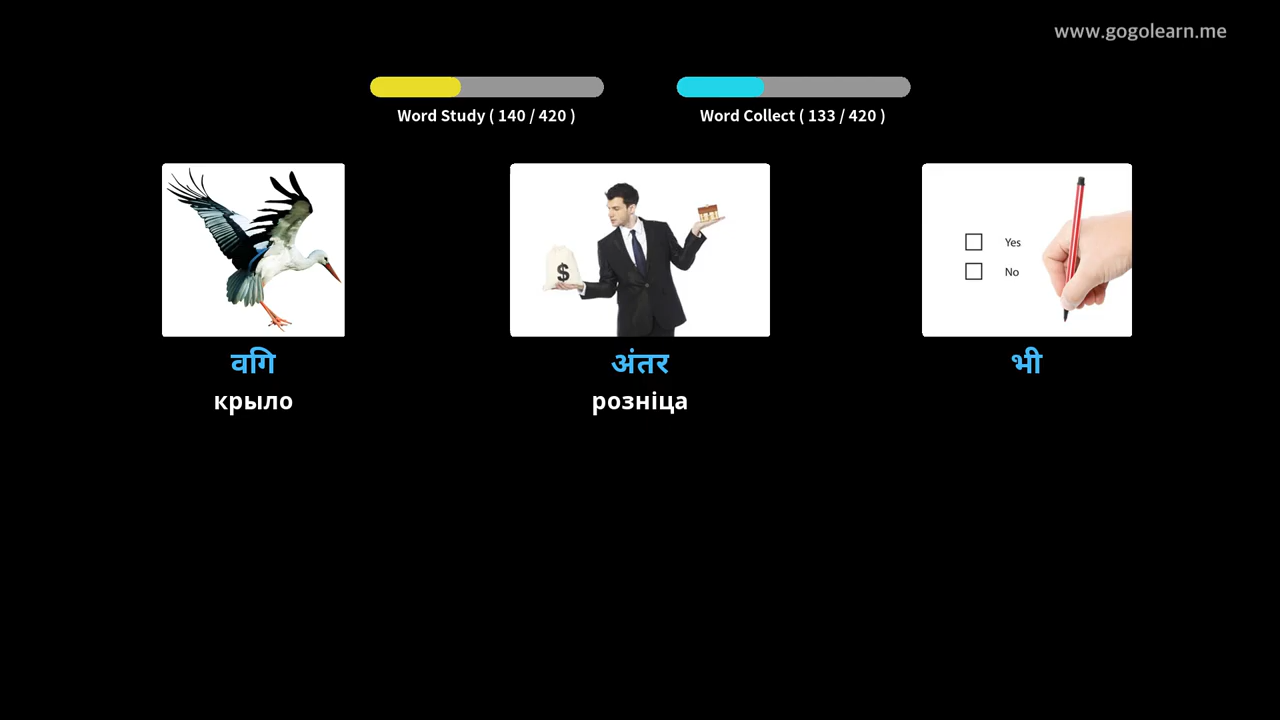 www.gogolearn.me
Word Study ( 140 / 420 )
Word Collect ( 133 / 420 )
$
Yes
No
वगि
अंतर
भी
крыло
розніца